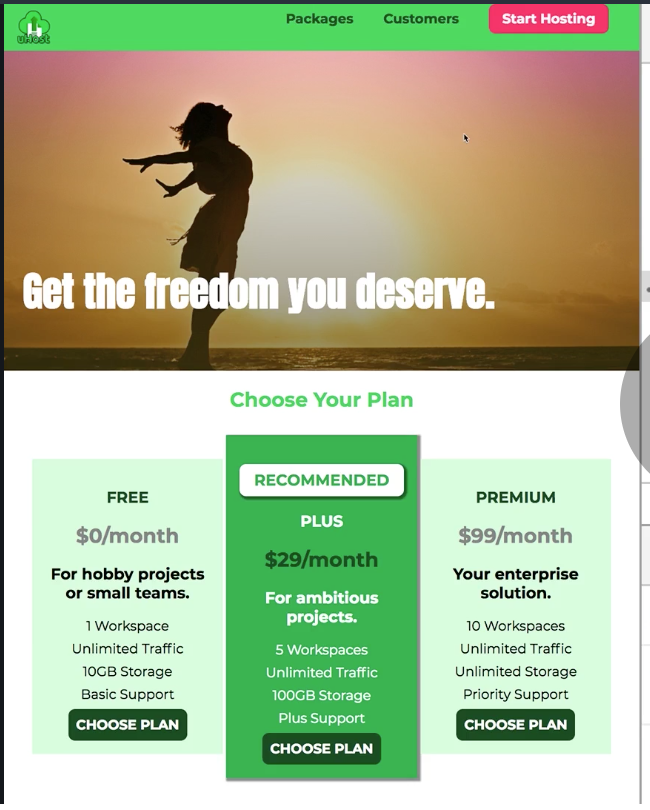 uHost
Packages
Customers
Start Hosting
Get the freedom you deserve.
Choose Your Plan
FREE
$0/month
For hobby projects
or small teams.
1 Workspace
Unlimited Traffic
10GB Storage
Basic Support
CHOOSE PLAN
RECOMMENDED
PLUS
$29/month
For ambitious
projects.
5 Workspaces
Unlimited Traffic
100GB Storage
Plus Support
CHOOSE PLAN
PREMIUM
$99/month
Your enterprise
solution.
10 Workspaces
Unlimited Traffic
Unlimited Storage
Priority Support
CHOOSE PLAN